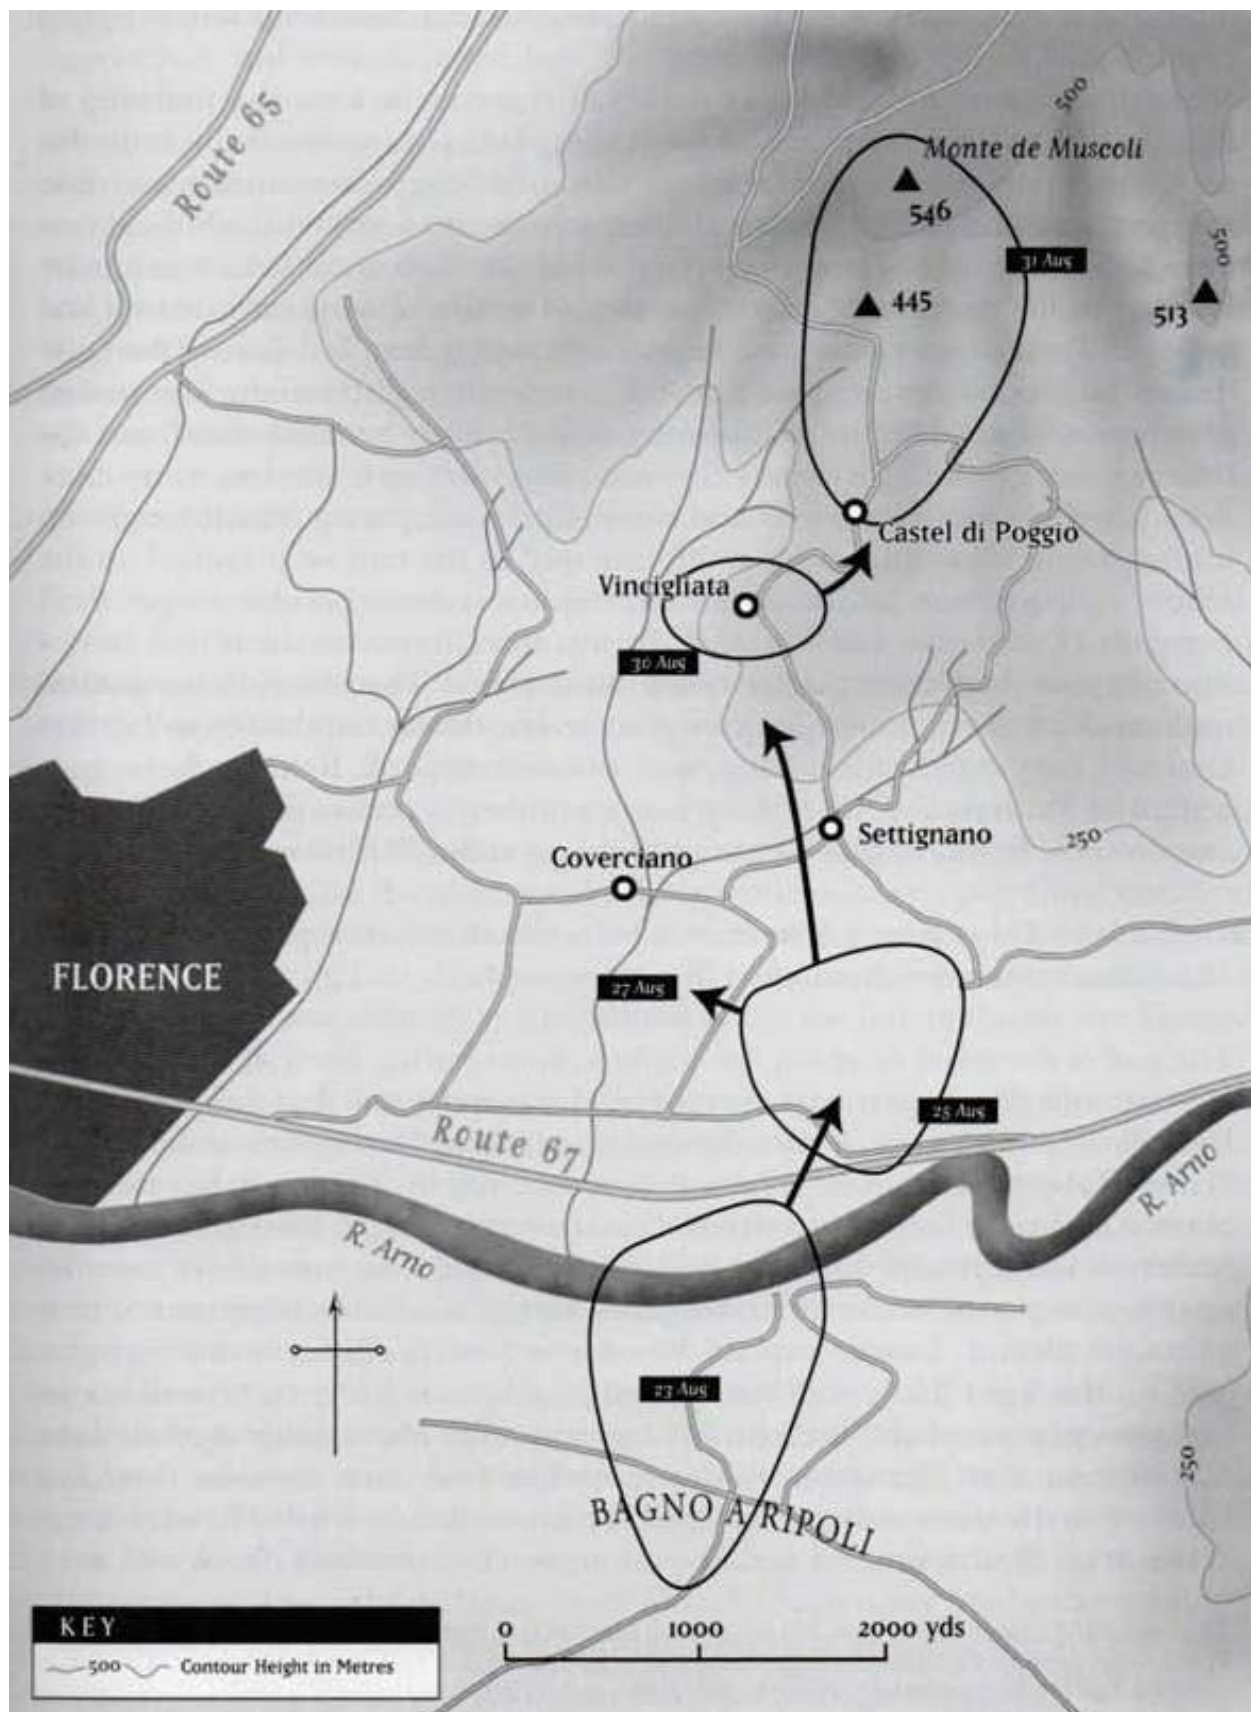 Route 65
500
Monte de Muscoli
546
31 Aug
500
445
513
Castel di Poggio
Vincigliata
30 Aug
Settignano
250
Coverciano
FLORENCE
27 Aug
25 Aug
Route 67
R. Arno
R. Arno
23 Aug
250
BAGNO A RIPOLI
KEY
500 Contour Height in Metres
0 1000 2000 yds